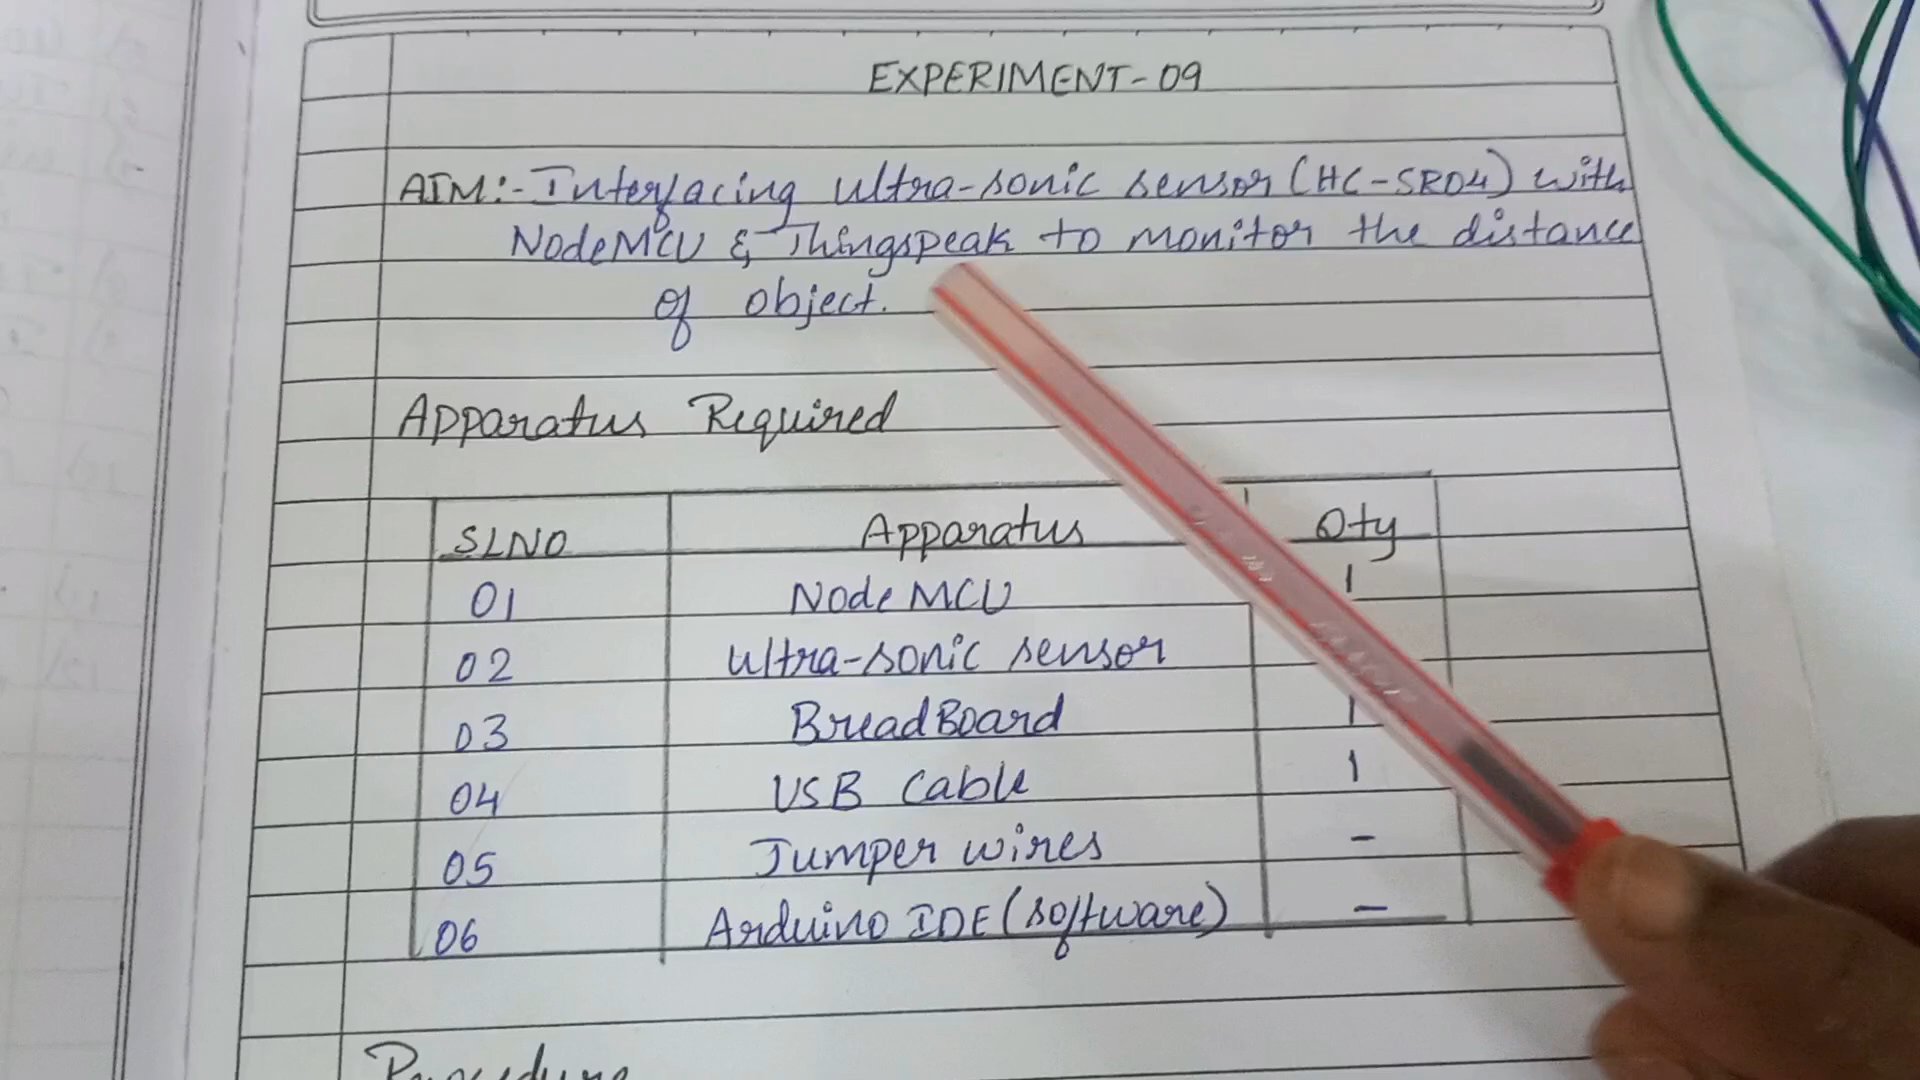 EXPERIMENT-09
AIM:- Interfacing ultra-sonic sensor (HC-SR04) with
NodeMCU & Thingspeak to monitor the distance
of object.
Apparatus Required
SLNO Apparatus Qty
01 NodeMCU 1
02 ultra-sonic sensor
03 BreadBoard 1
04 USB Cable 1
05 Jumper wires -
06 Arduino IDE (software) -
Procedure